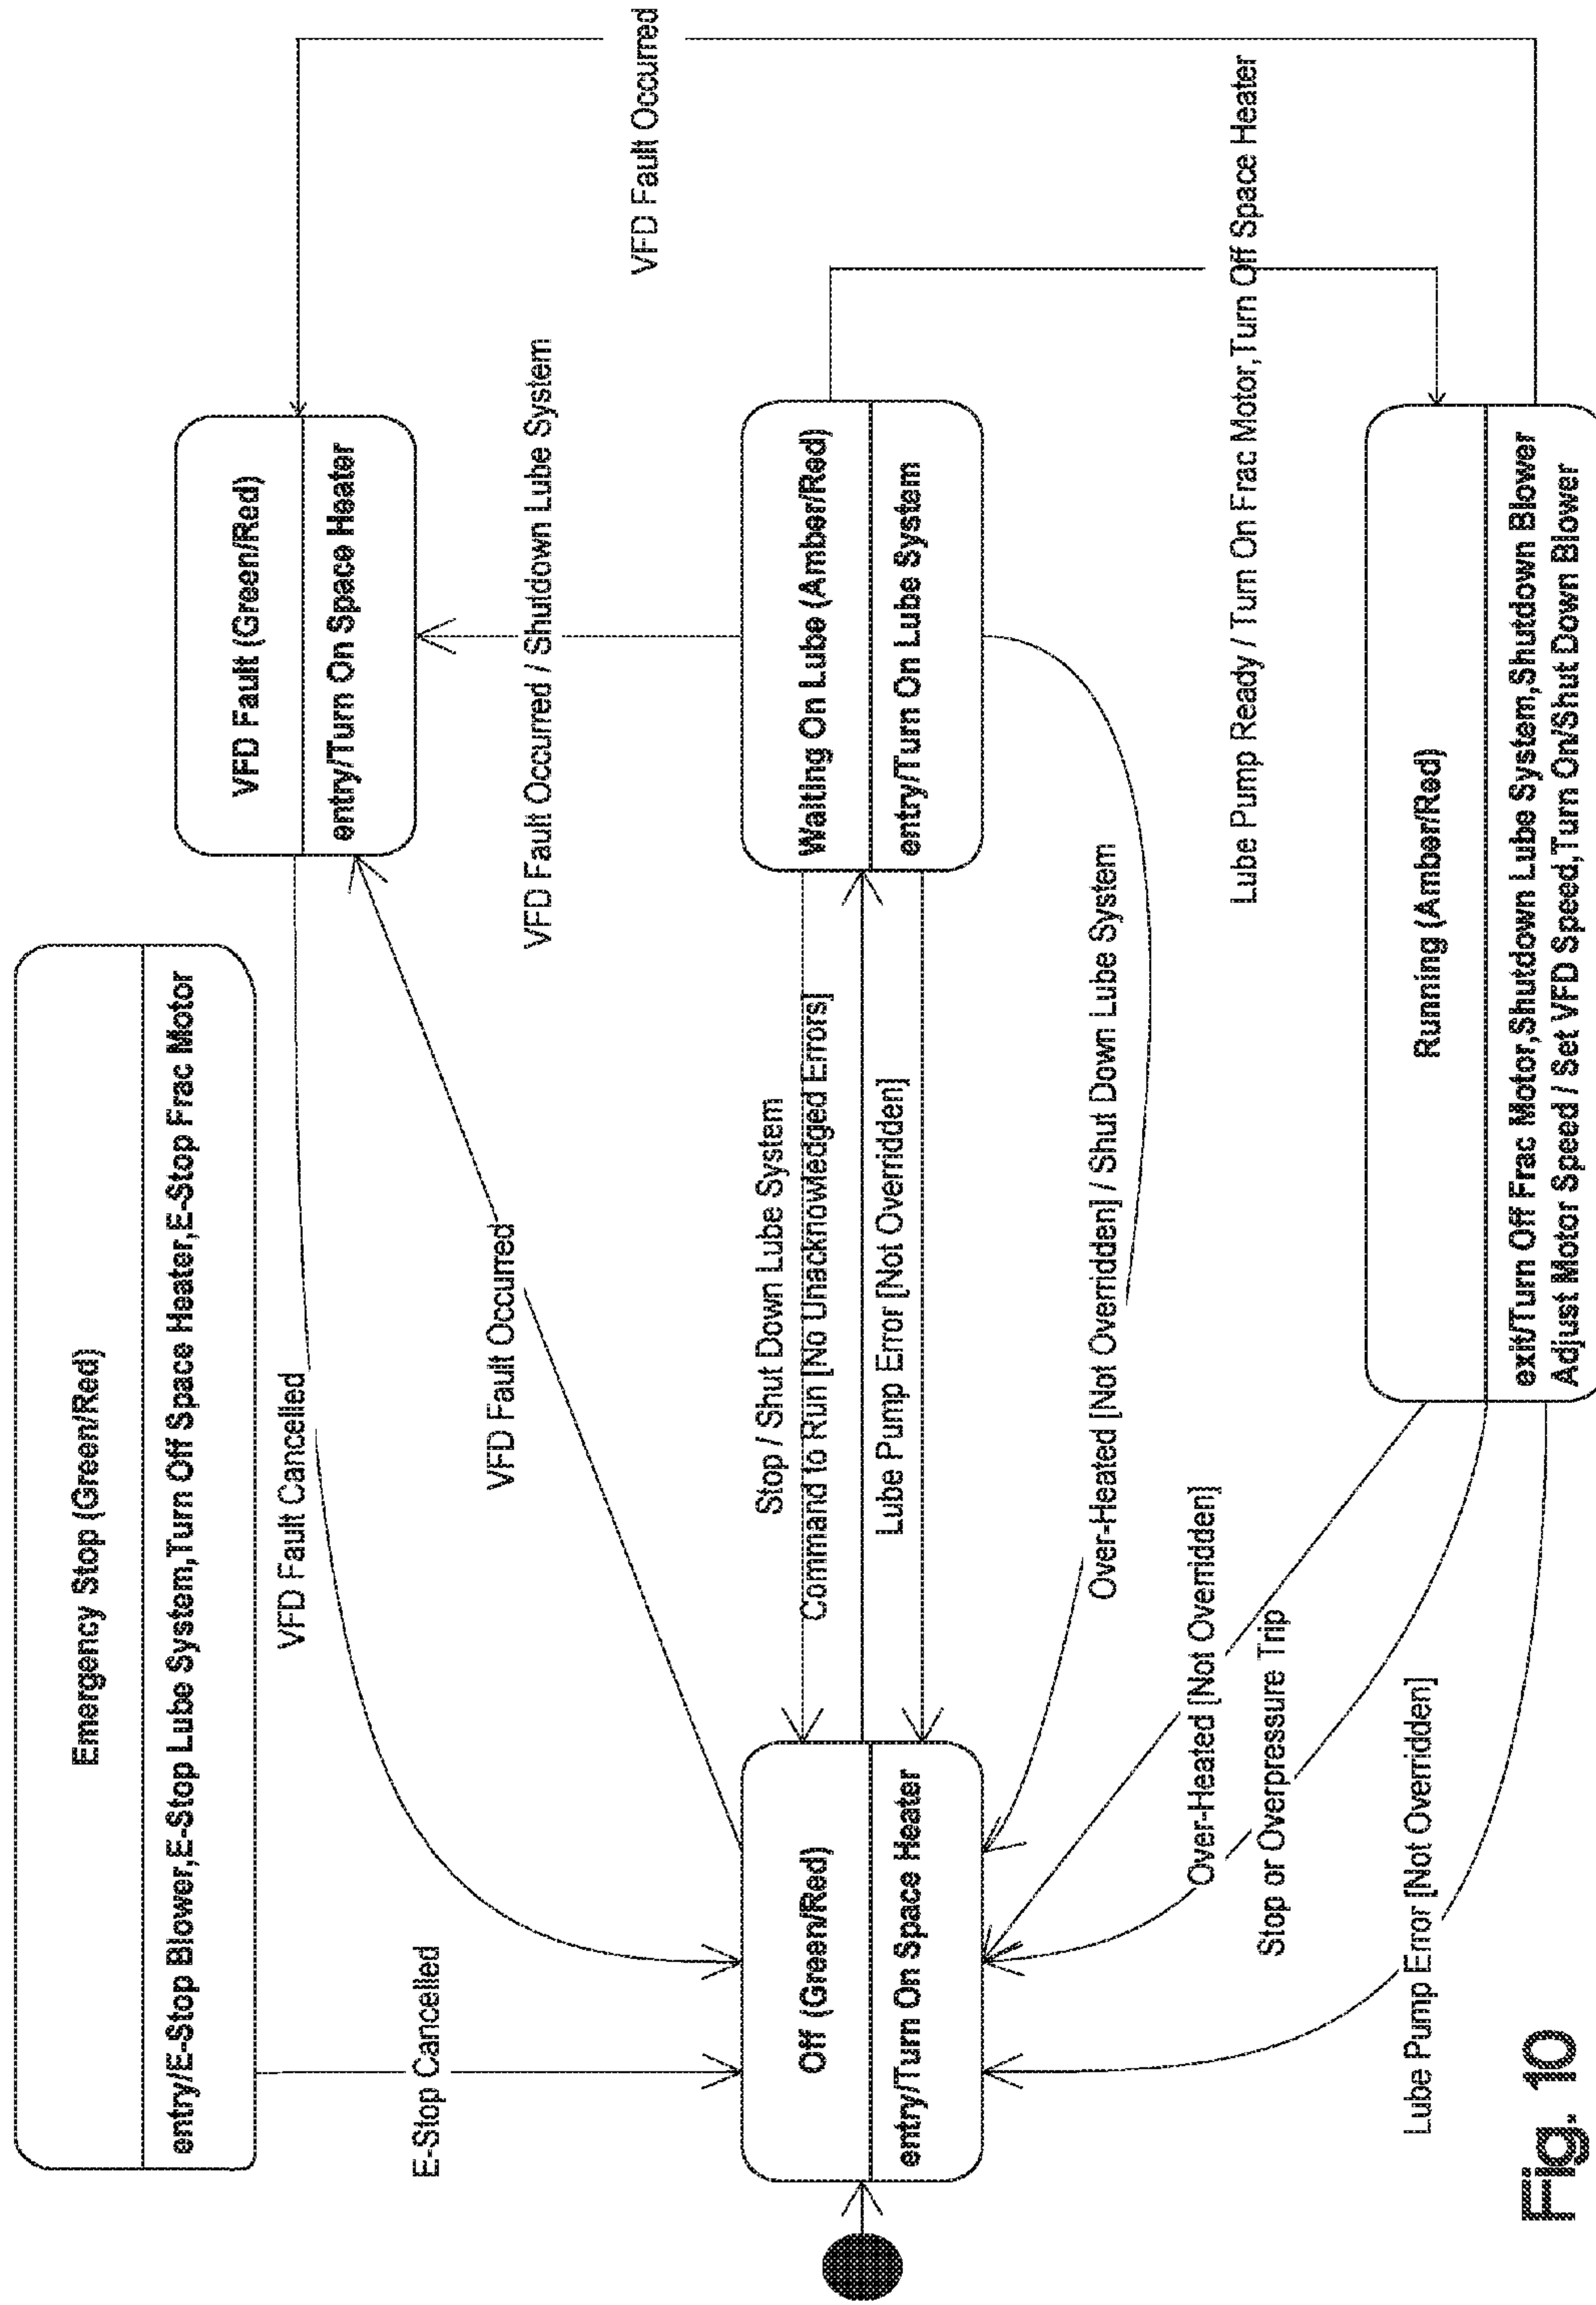 Emergency Stop (Green/Red)
entry/E-Stop Blower,E-Stop Lube System,Turn Off Space Heater,E-Stop Frac Motor
VFD Fault (Green/Red)
entry/Turn On Space Heater
VFD Fault Cancelled
E-Stop Cancelled
VFD Fault Occurred
VFD Fault Occurred / Shutdown Lube System
VFD Fault Occurred
Off (Green/Red)
entry/Turn On Space Heater
Stop / Shut Down Lube System
Command to Run [No Unacknowledged Errors]
Lube Pump Error [Not Overridden]
Waiting On Lube (Amber/Red)
entry/Turn On Lube System
Over-Heated [Not Overridden] / Shut Down Lube System
Over-Heated [Not Overridden]
Stop or Overpressure Trip
Lube Pump Error [Not Overridden]
Lube Pump Ready / Turn On Frac Motor,Turn Off Space Heater
Running (Amber/Red)
exit/Turn Off Frac Motor,Shutdown Lube System,Shutdown Blower
Adjust Motor Speed / Set VFD Speed,Turn On/Shut Down Blower
Fig. 10